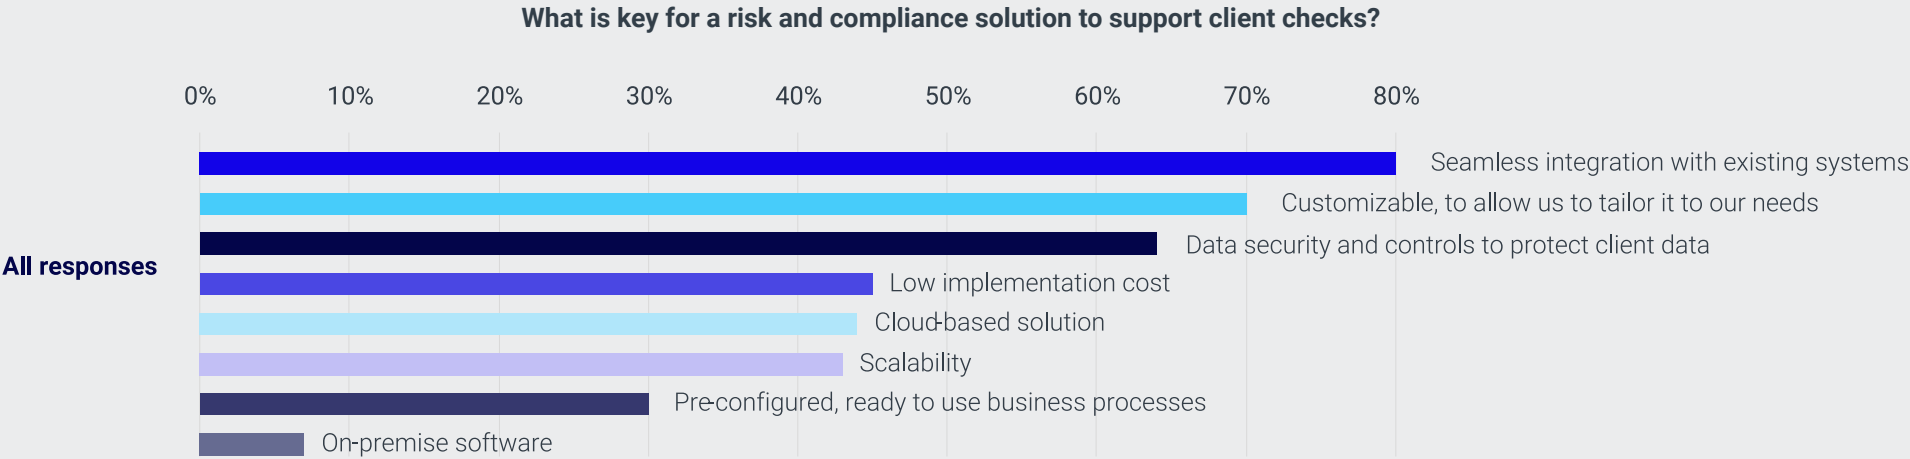 What is key for a risk and compliance solution to support client checks?
0% 10% 20% 30% 40% 50% 60% 70% 80%
Seamless integration with existing systems
Customizable, to allow us to tailor it to our needs
Data security and controls to protect client data
All responses
Low implementation cost
Cloud-based solution
Scalability
Pre-configured, ready to use business processes
On-premise software